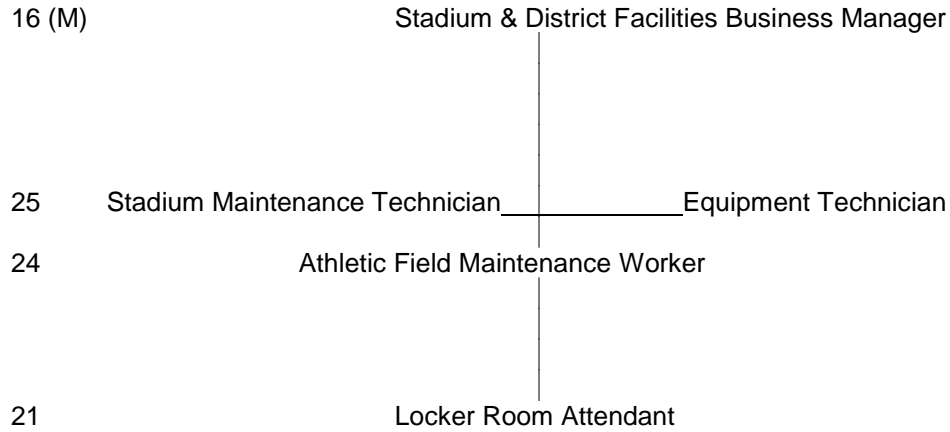 16 (M) Stadium & District Facilities Business Manager
25 Stadium Maintenance Technician Equipment Technician
24 Athletic Field Maintenance Worker
21 Locker Room Attendant